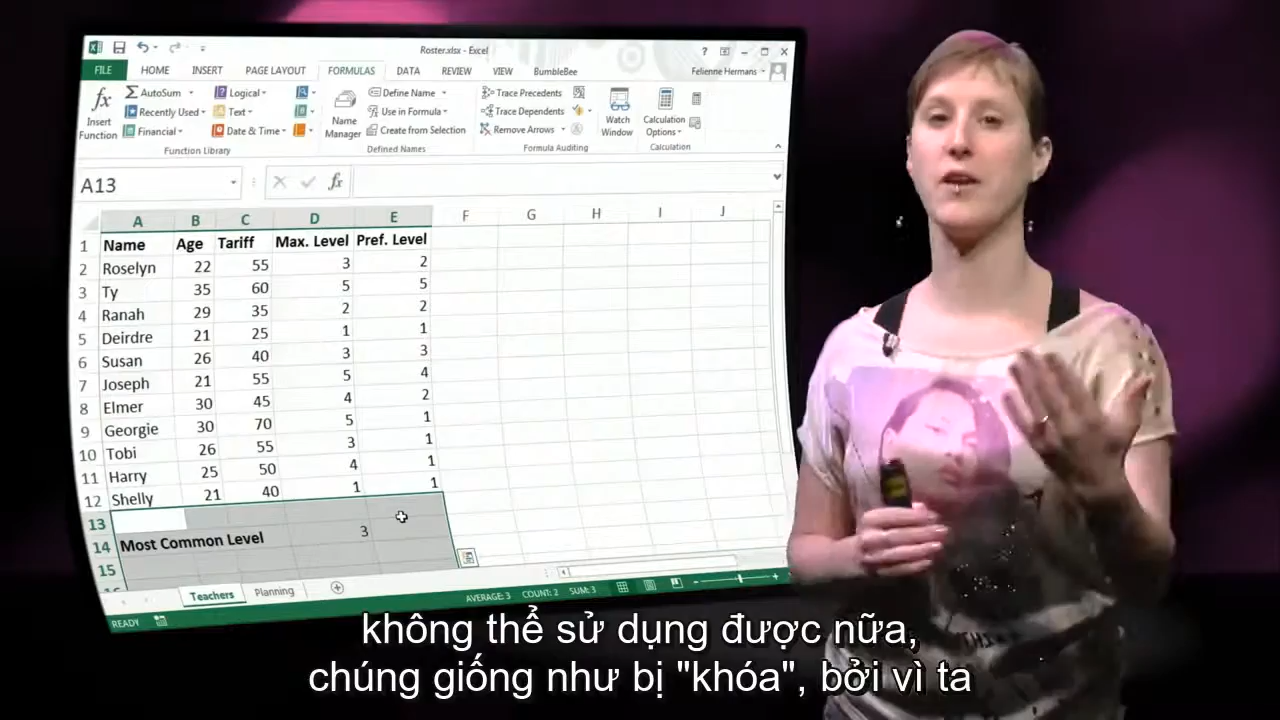 Roster.xlsx - Excel
FILE HOME INSERT PAGE LAYOUT FORMULAS DATA REVIEW VIEW BumbleBee Felienne Hermans
Insert Function
AutoSum
Recently Used
Financial
Logical
Text
Date & Time
Function Library
Name Manager
Define Name
Use in Formula
Create from Selection
Defined Names
Trace Precedents
Trace Dependents
Remove Arrows
Formula Auditing
Watch Window
Calculation Options
Calculation
A13 fx
A B C D E F G H I J
1 Name Age Tariff Max. Level Pref. Level
2 Roselyn 22 55 3 2
3 Ty 35 60 5 5
4 Ranah 29 35 2 2
5 Deirdre 21 25 1 1
6 Susan 26 40 3 3
7 Joseph 21 55 5 4
8 Elmer 30 45 4 2
9 Georgie 30 70 5 1
10 Tobi 26 55 3 1
11 Harry 25 50 4 1
12 Shelly 21 40 1 1
13
14 Most Common Level 3
15
Teachers Planning
READY AVERAGE: 3 COUNT: 2 SUM: 3
không thể sử dụng được nữa,
chúng giống như bị "khóa", bởi vì ta